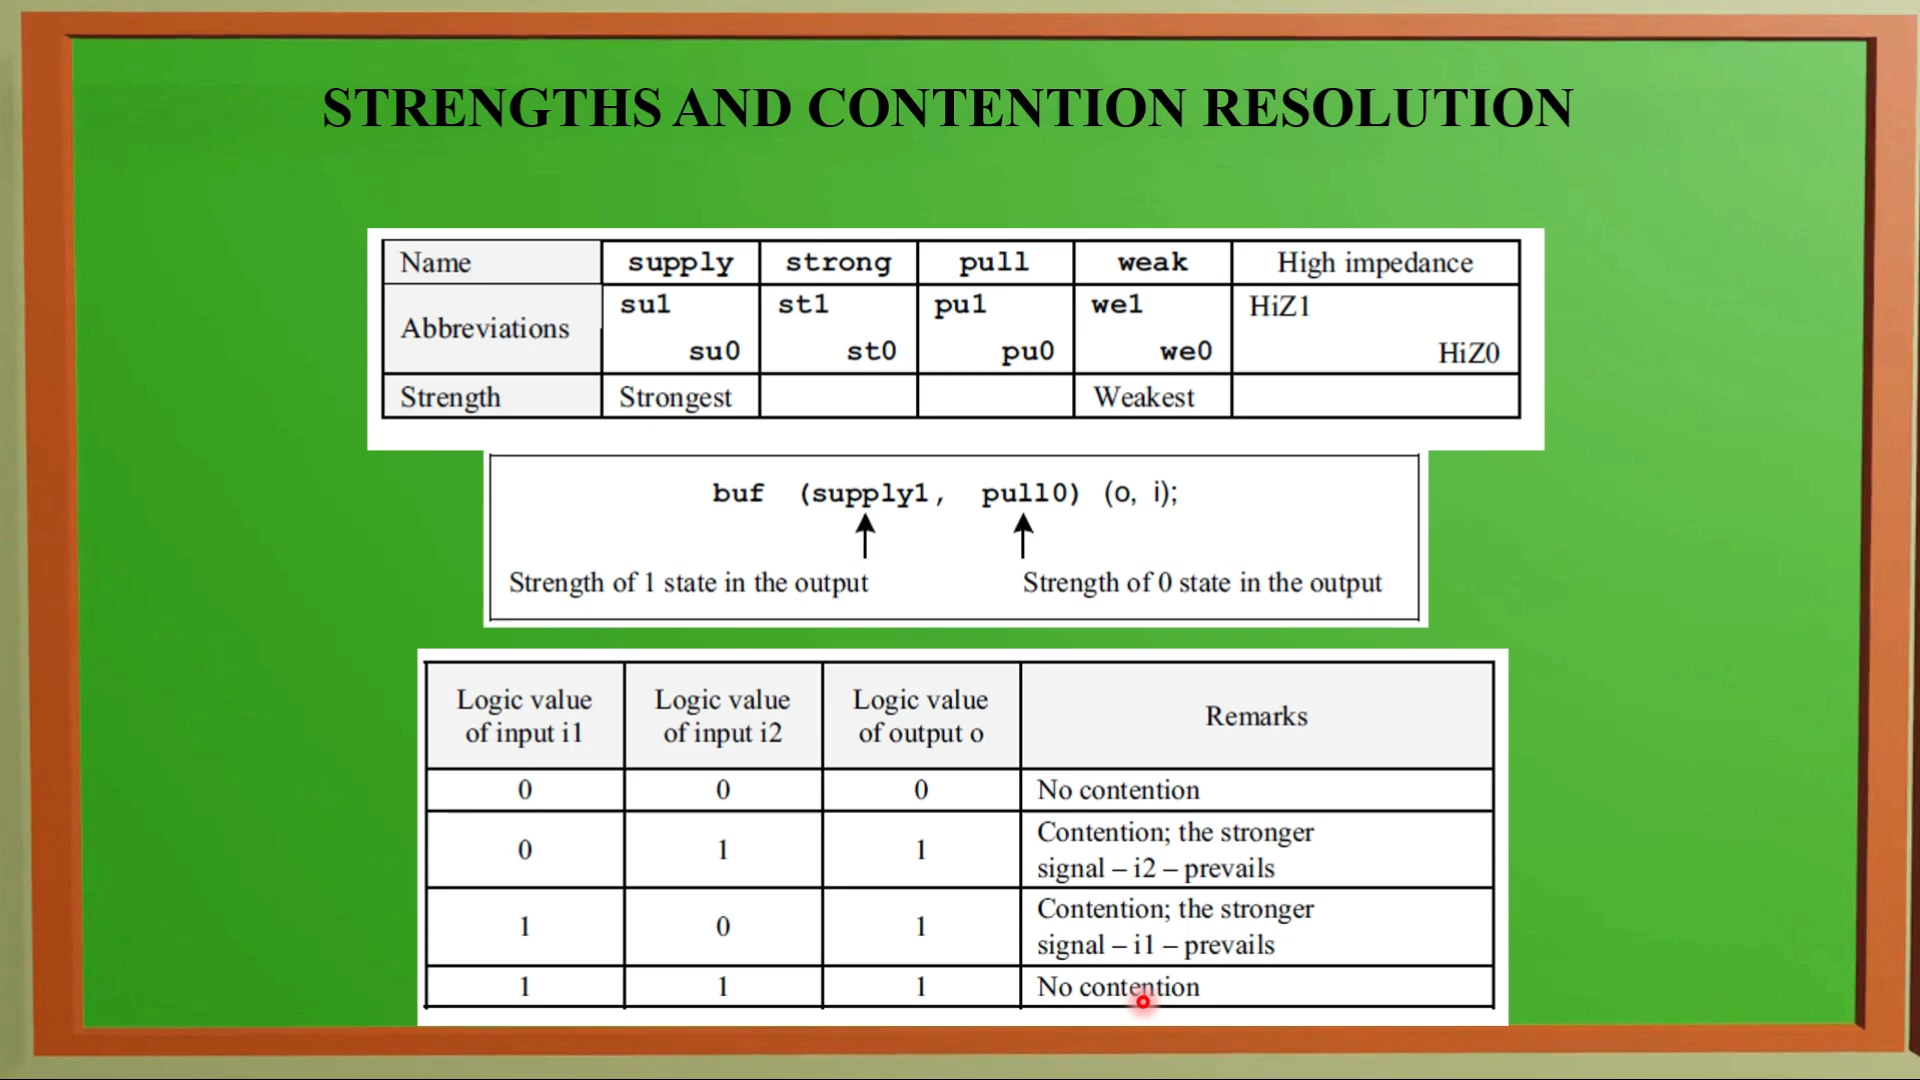 STRENGTHS AND CONTENTION RESOLUTION
Name supply strong pull weak High impedance
Abbreviations su1 su0 st1 st0 pu1 pu0 we1 we0 HiZ1 HiZ0
Strength Strongest Weakest
buf (supply1, pull0) (o, i);
Strength of 1 state in the output Strength of 0 state in the output
Logic value of input i1 Logic value of input i2 Logic value of output o Remarks
0 0 0 No contention
0 1 1 Contention; the stronger
signal – i2 – prevails
1 0 1 Contention; the stronger
signal – i1 – prevails
1 1 1 No contention